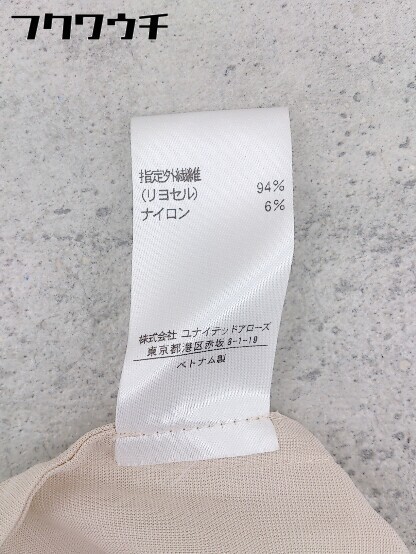 フクワウチ
指定外繊維
(リヨセル) 94%
ナイロン 6%
株式会社 ユナイテッドアローズ
東京都港区赤坂 8-1-19
ベトナム製